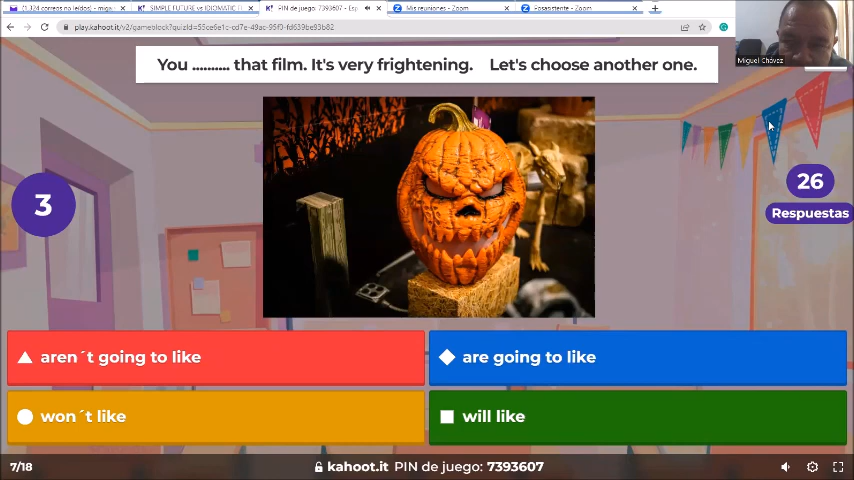 (1,324 correos no leídos) - migu
SIMPLE FUTURE vs IDIOMATIC F
PIN de juego: 7393607 - Es
Mis reuniones - Zoom
Posasistente - Zoom
play.kahoot.it/v2/gameblock?quizId=55ce6e1c-cd7e-49ac-95f0-fd639be93b82
Miguel Chávez
You .......... that film. It's very frightening. Let's choose another one.
3
26
Respuestas
aren´t going to like
are going to like
won´t like
will like
7/18
kahoot.it PIN de juego: 7393607